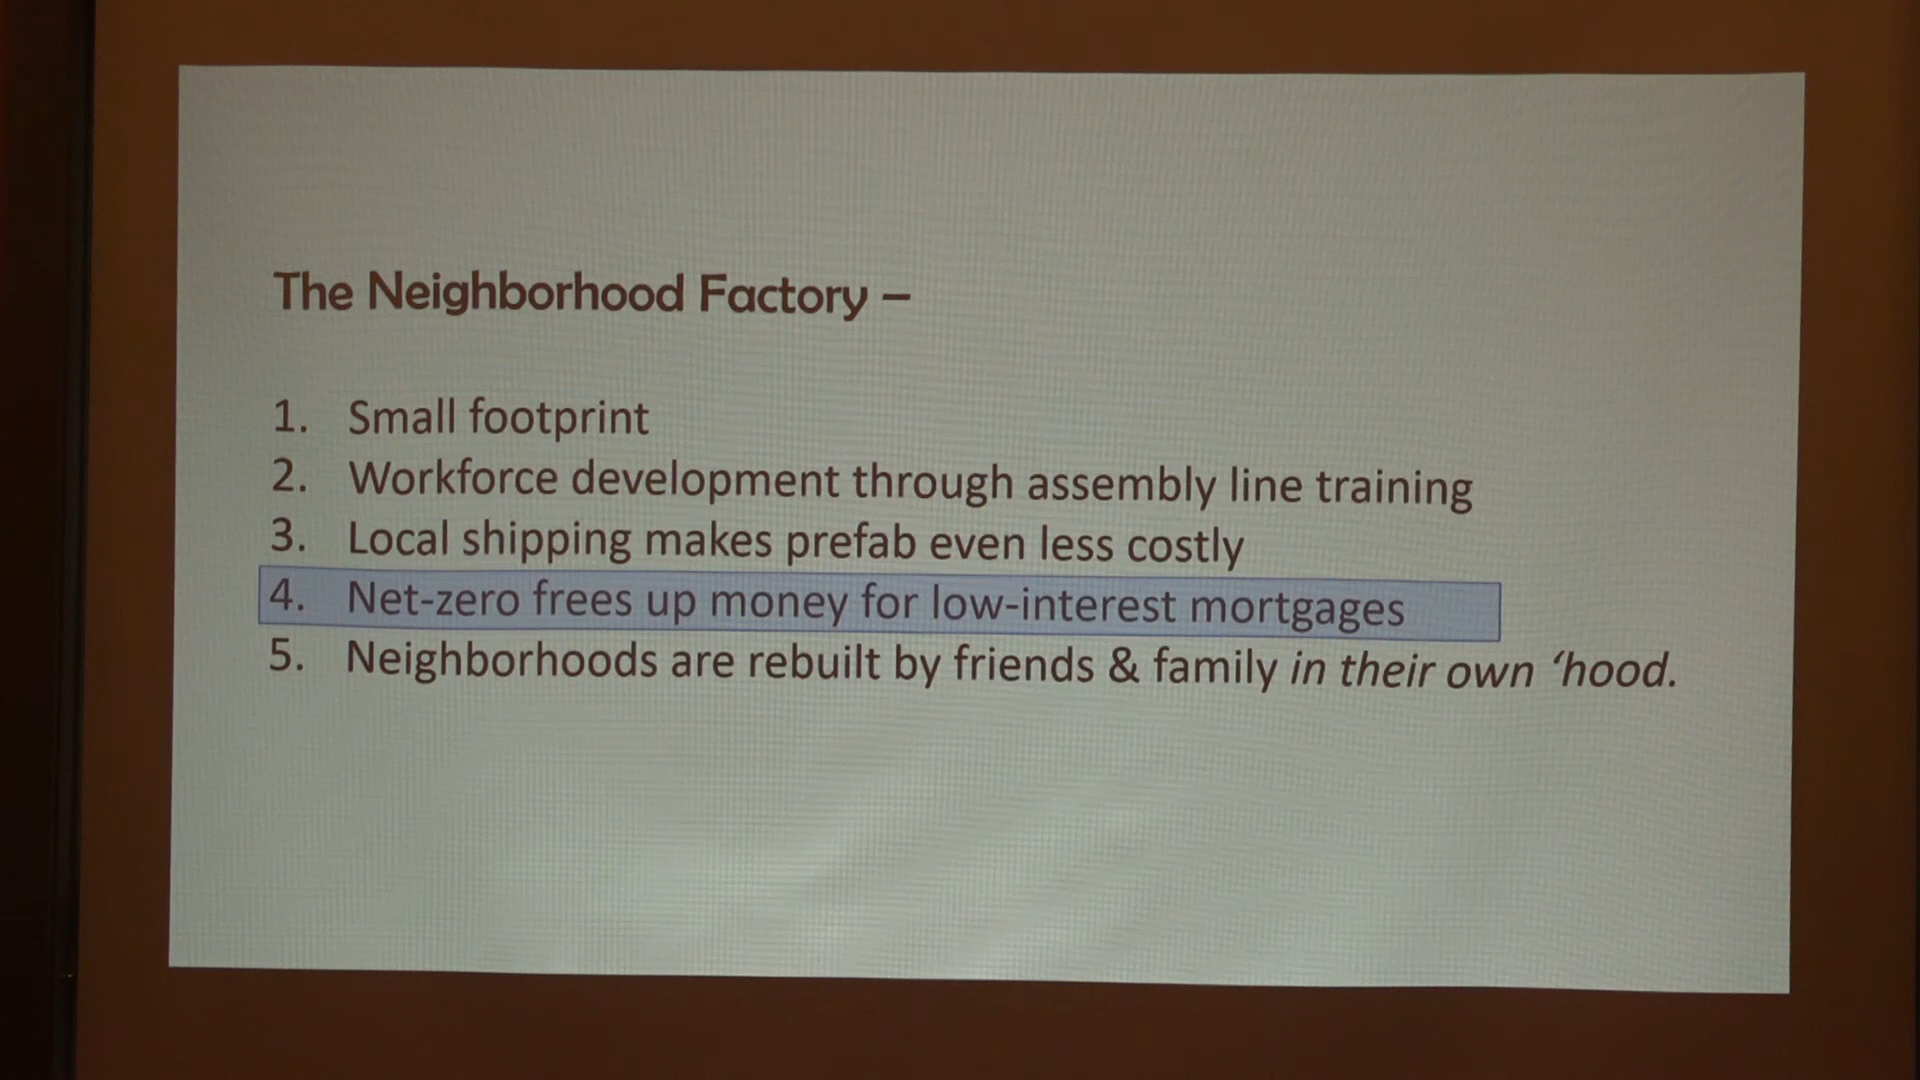 The Neighborhood Factory –
1. Small footprint
2. Workforce development through assembly line training
3. Local shipping makes prefab even less costly
4. Net-zero frees up money for low-interest mortgages
5. Neighborhoods are rebuilt by friends & family in their own ‘hood.